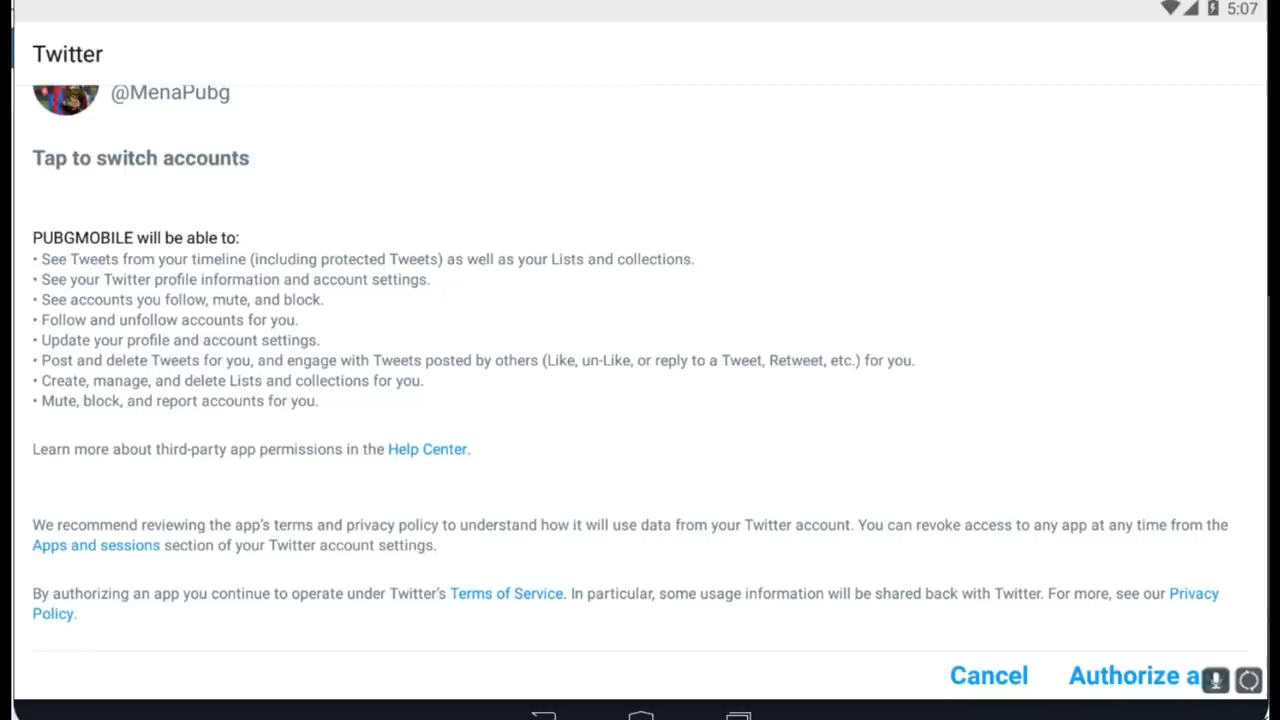 5:07
Twitter
@MenaPubg
Tap to switch accounts
PUBGMOBILE will be able to:
• See Tweets from your timeline (including protected Tweets) as well as your Lists and collections.
• See your Twitter profile information and account settings.
• See accounts you follow, mute, and block.
• Follow and unfollow accounts for you.
• Update your profile and account settings.
• Post and delete Tweets for you, and engage with Tweets posted by others (Like, un-Like, or reply to a Tweet, Retweet, etc.) for you.
• Create, manage, and delete Lists and collections for you.
• Mute, block, and report accounts for you.
Learn more about third-party app permissions in the Help Center.
We recommend reviewing the app's terms and privacy policy to understand how it will use data from your Twitter account. You can revoke access to any app at any time from the
Apps and sessions section of your Twitter account settings.
By authorizing an app you continue to operate under Twitter's Terms of Service. In particular, some usage information will be shared back with Twitter. For more, see our Privacy
Policy.
Cancel Authorize